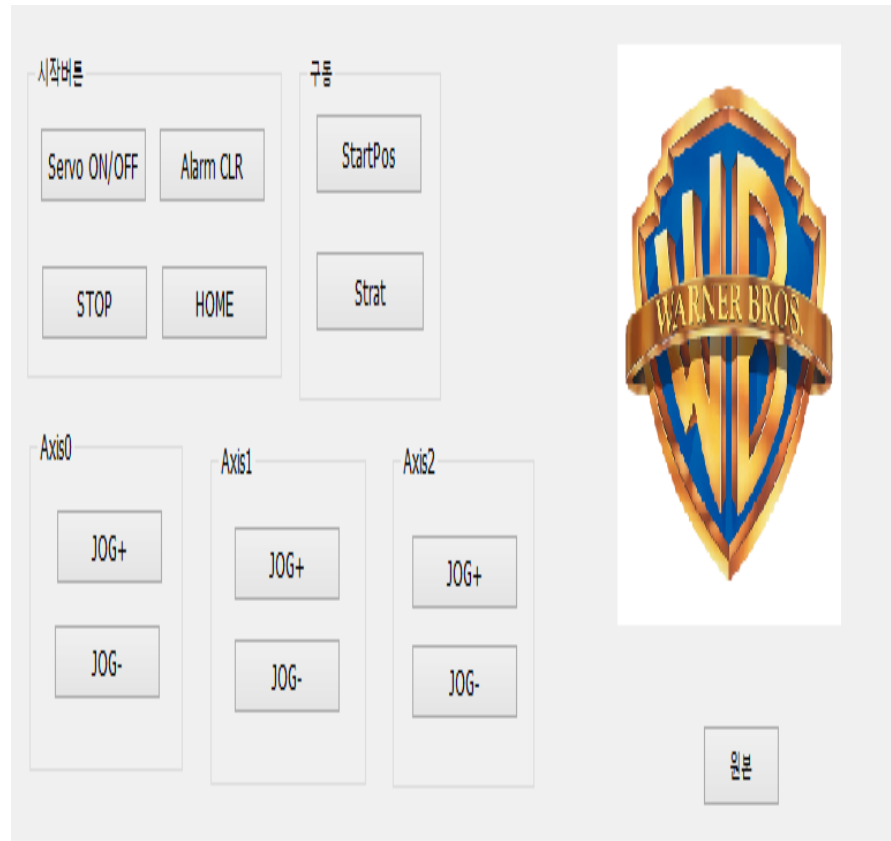 시작버튼
Servo ON/OFF
Alarm CLR
STOP
HOME
구동
StartPos
Strat
WB
WARNER BROS.
Axis0
JOG+
JOG-
Axis1
JOG+
JOG-
Axis2
JOG+
JOG-
원본